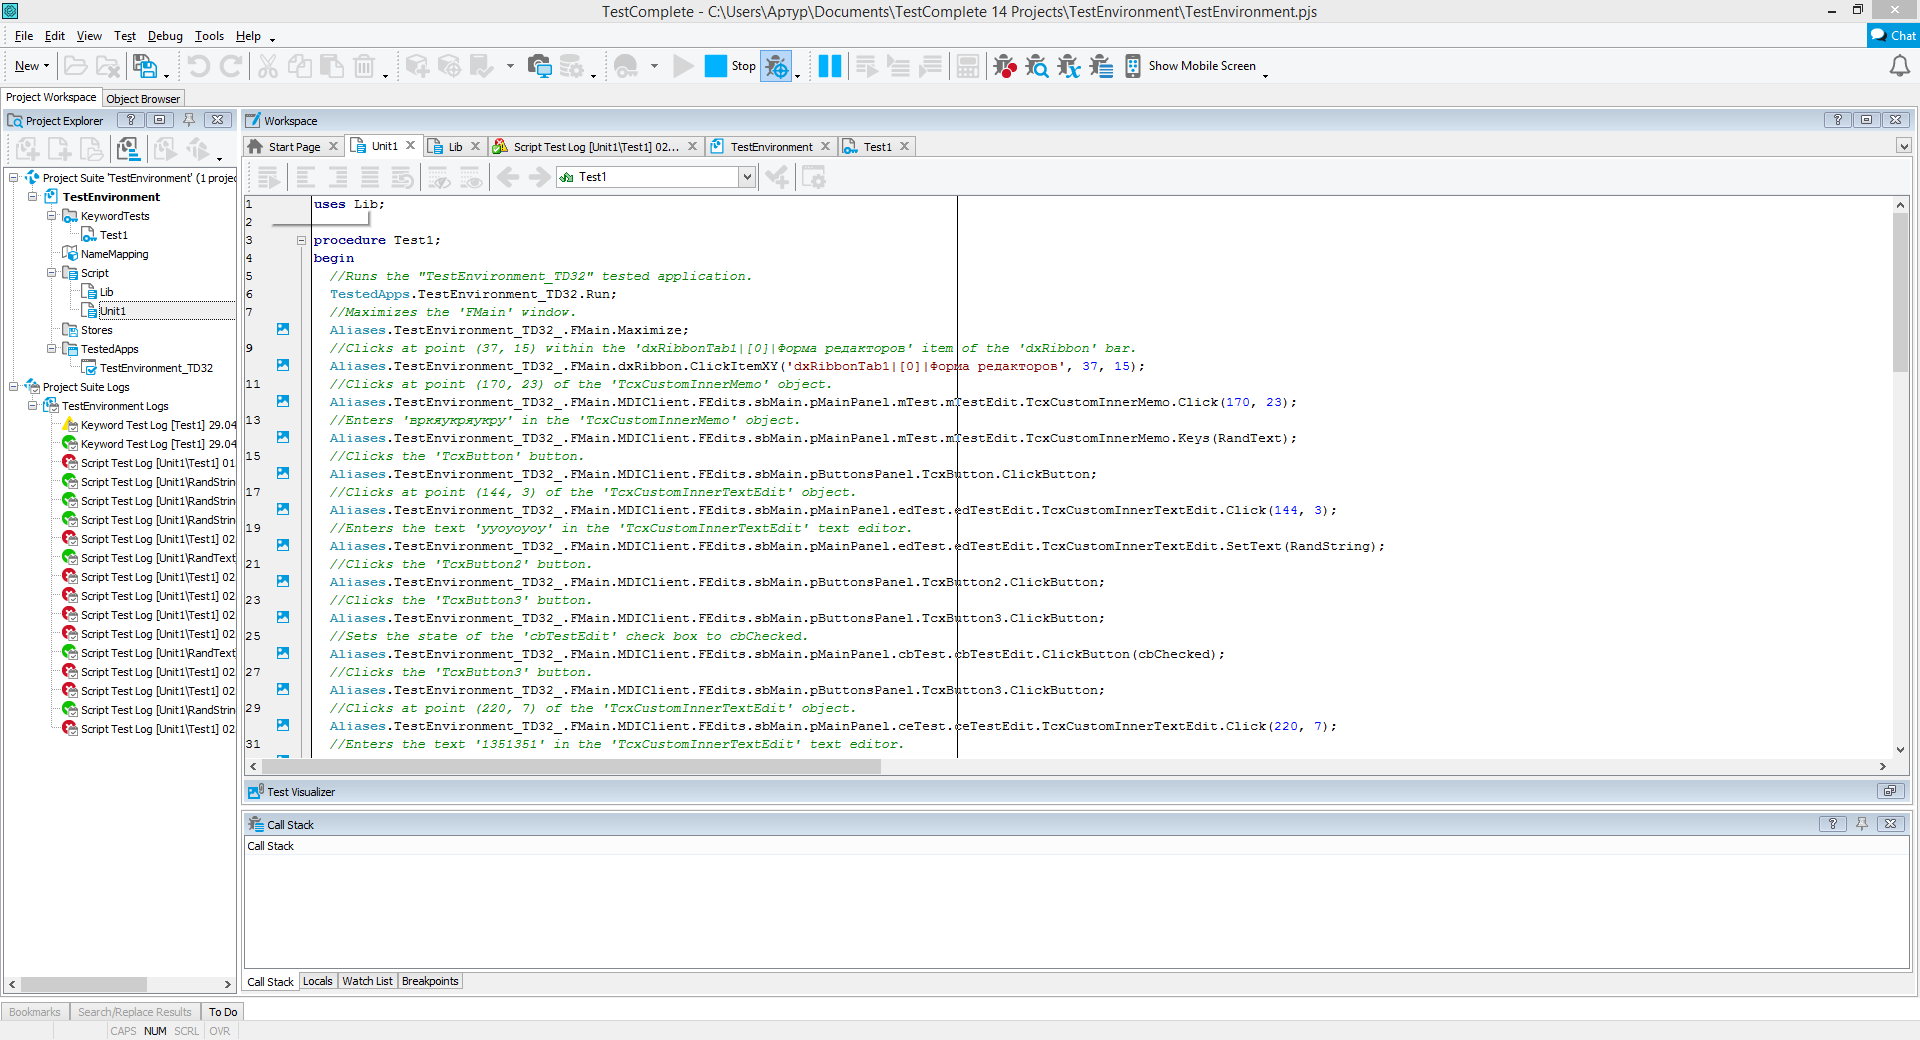 TestComplete - C:\Users\Артур\Documents\TestComplete 14 Projects\TestEnvironment\TestEnvironment.pjs
File Edit View Test Debug Tools Help
Chat
New Stop Show Mobile Screen
Project Workspace Object Browser
Project Explorer
Project Suite 'TestEnvironment' (1 projec
TestEnvironment
KeywordTests
Test1
NameMapping
Script
Lib
Unit1
Stores
TestedApps
TestEnvironment_TD32
Project Suite Logs
TestEnvironment Logs
Keyword Test Log [Test1] 29.04
Keyword Test Log [Test1] 29.04
Script Test Log [Unit1\Test1] 01
Script Test Log [Unit1\RandStrin
Script Test Log [Unit1\RandStrin
Script Test Log [Unit1\RandStrin
Script Test Log [Unit1\Test1] 02
Script Test Log [Unit1\RandText
Script Test Log [Unit1\Test1] 02
Script Test Log [Unit1\Test1] 02
Script Test Log [Unit1\Test1] 02
Script Test Log [Unit1\Test1] 02
Script Test Log [Unit1\RandText
Script Test Log [Unit1\Test1] 02
Script Test Log [Unit1\Test1] 02
Script Test Log [Unit1\RandStrin
Script Test Log [Unit1\Test1] 02
Workspace
Start Page Unit1 Lib Script Test Log [Unit1\Test1] 02... TestEnvironment Test1
Test1
1 uses Lib;
2
3 procedure Test1;
4 begin
5 //Runs the "TestEnvironment_TD32" tested application.
6 TestedApps.TestEnvironment_TD32.Run;
7 //Maximizes the 'FMain' window.
Aliases.TestEnvironment_TD32_.FMain.Maximize;
9 //Clicks at point (37, 15) within the 'dxRibbonTab1|[0]|Форма редакторов' item of the 'dxRibbon' bar.
Aliases.TestEnvironment_TD32_.FMain.dxRibbon.ClickItemXY('dxRibbonTab1|[0]|Форма редакторов', 37, 15);
11 //Clicks at point (170, 23) of the 'TcxCustomInnerMemo' object.
Aliases.TestEnvironment_TD32_.FMain.MDIClient.FEdits.sbMain.pMainPanel.mTest.mTestEdit.TcxCustomInnerMemo.Click(170, 23);
13 //Enters 'вркяукряукру' in the 'TcxCustomInnerMemo' object.
Aliases.TestEnvironment_TD32_.FMain.MDIClient.FEdits.sbMain.pMainPanel.mTest.mTestEdit.TcxCustomInnerMemo.Keys(RandText);
15 //Clicks the 'TcxButton' button.
Aliases.TestEnvironment_TD32_.FMain.MDIClient.FEdits.sbMain.pButtonsPanel.TcxButton.ClickButton;
17 //Clicks at point (144, 3) of the 'TcxCustomInnerTextEdit' object.
Aliases.TestEnvironment_TD32_.FMain.MDIClient.FEdits.sbMain.pMainPanel.edTest.edTestEdit.TcxCustomInnerTextEdit.Click(144, 3);
19 //Enters the text 'yyoyoyoy' in the 'TcxCustomInnerTextEdit' text editor.
Aliases.TestEnvironment_TD32_.FMain.MDIClient.FEdits.sbMain.pMainPanel.edTest.edTestEdit.TcxCustomInnerTextEdit.SetText(RandString);
21 //Clicks the 'TcxButton2' button.
Aliases.TestEnvironment_TD32_.FMain.MDIClient.FEdits.sbMain.pButtonsPanel.TcxButton2.ClickButton;
23 //Clicks the 'TcxButton3' button.
Aliases.TestEnvironment_TD32_.FMain.MDIClient.FEdits.sbMain.pButtonsPanel.TcxButton3.ClickButton;
25 //Sets the state of the 'cbTestEdit' check box to cbChecked.
Aliases.TestEnvironment_TD32_.FMain.MDIClient.FEdits.sbMain.pMainPanel.cbTest.cbTestEdit.ClickButton(cbChecked);
27 //Clicks the 'TcxButton3' button.
Aliases.TestEnvironment_TD32_.FMain.MDIClient.FEdits.sbMain.pButtonsPanel.TcxButton3.ClickButton;
29 //Clicks at point (220, 7) of the 'TcxCustomInnerTextEdit' object.
Aliases.TestEnvironment_TD32_.FMain.MDIClient.FEdits.sbMain.pMainPanel.ceTest.ceTestEdit.TcxCustomInnerTextEdit.Click(220, 7);
31 //Enters the text '1351351' in the 'TcxCustomInnerTextEdit' text editor.
Test Visualizer
Call Stack
Call Stack
Call Stack Locals Watch List Breakpoints
Bookmarks Search/Replace Results To Do
CAPS NUM SCRL OVR